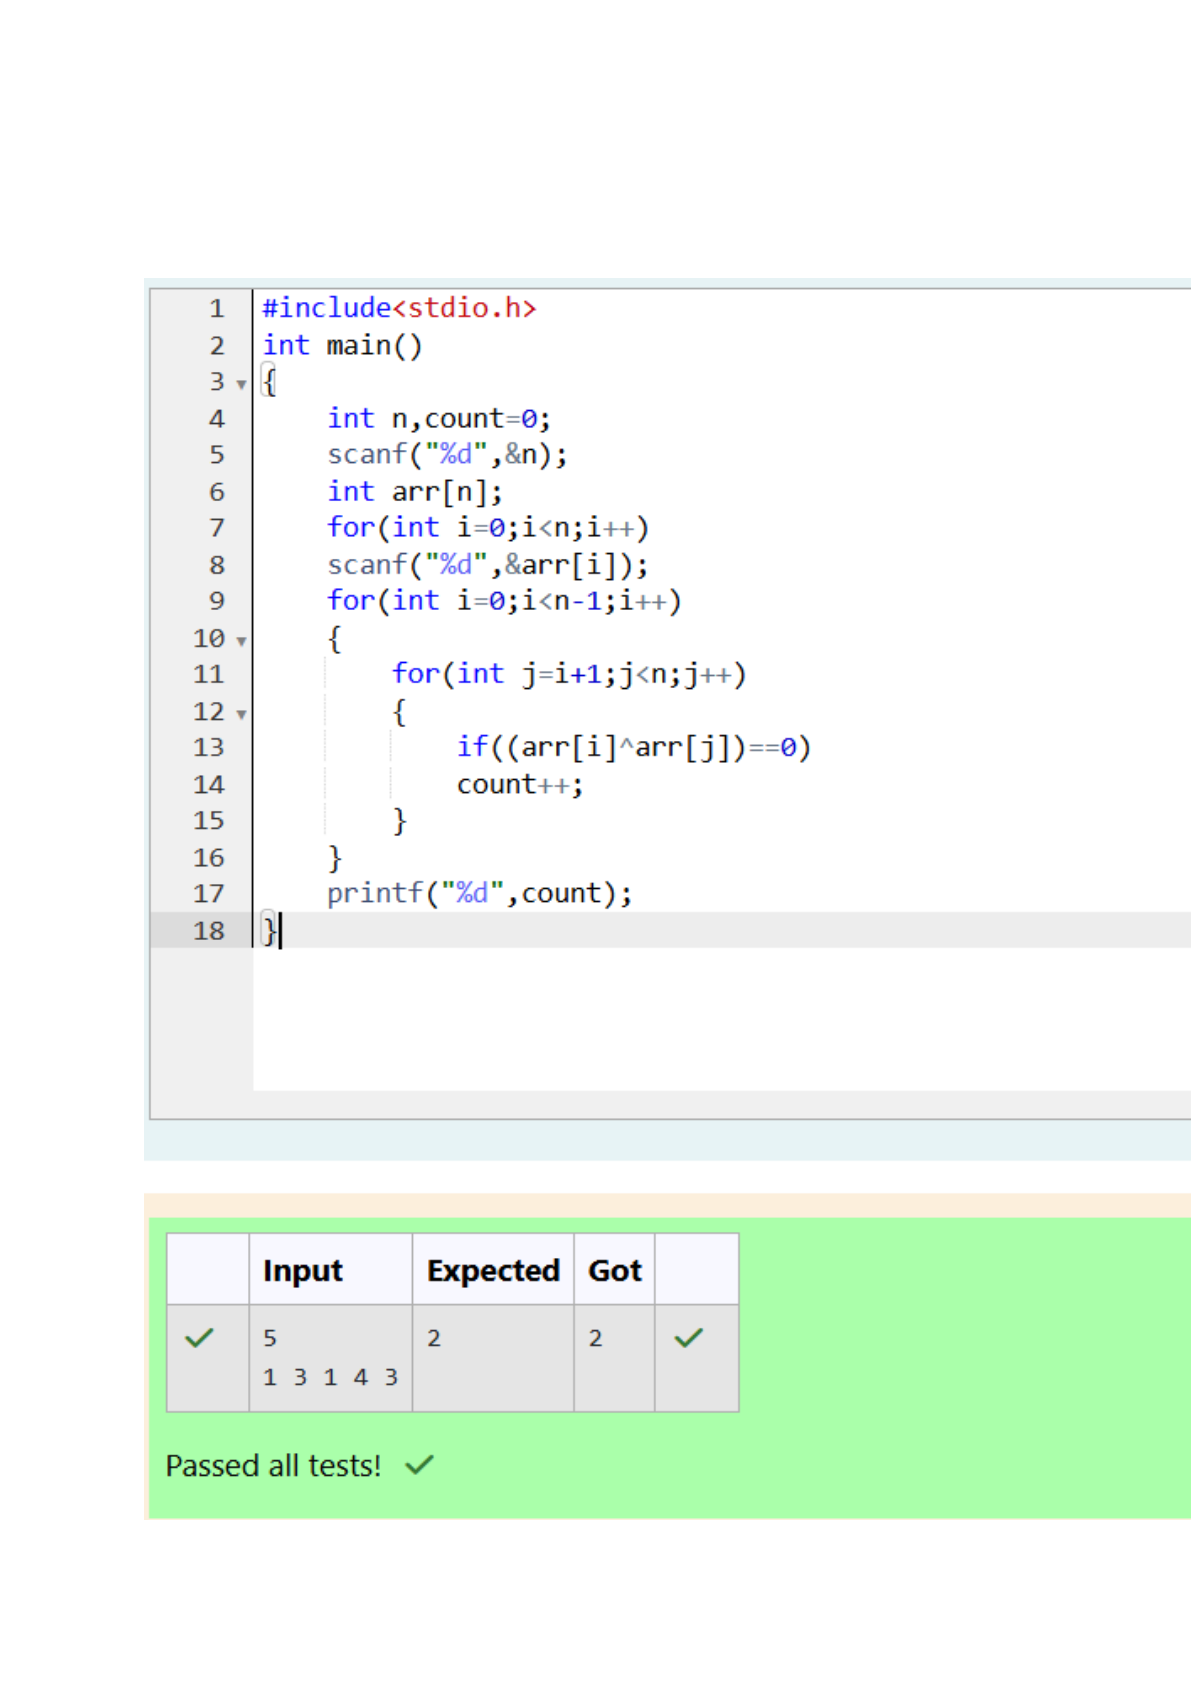 1 #include<stdio.h>
2 int main()
3 {
4     int n,count=0;
5     scanf("%d",&n);
6     int arr[n];
7     for(int i=0;i<n;i++)
8     scanf("%d",&arr[i]);
9     for(int i=0;i<n-1;i++)
10     {
11         for(int j=i+1;j<n;j++)
12         {
13             if((arr[i]^arr[j])==0)
14             count++;
15         }
16     }
17     printf("%d",count);
18 }
Input Expected Got
5 2 2
1 3 1 4 3
Passed all tests!